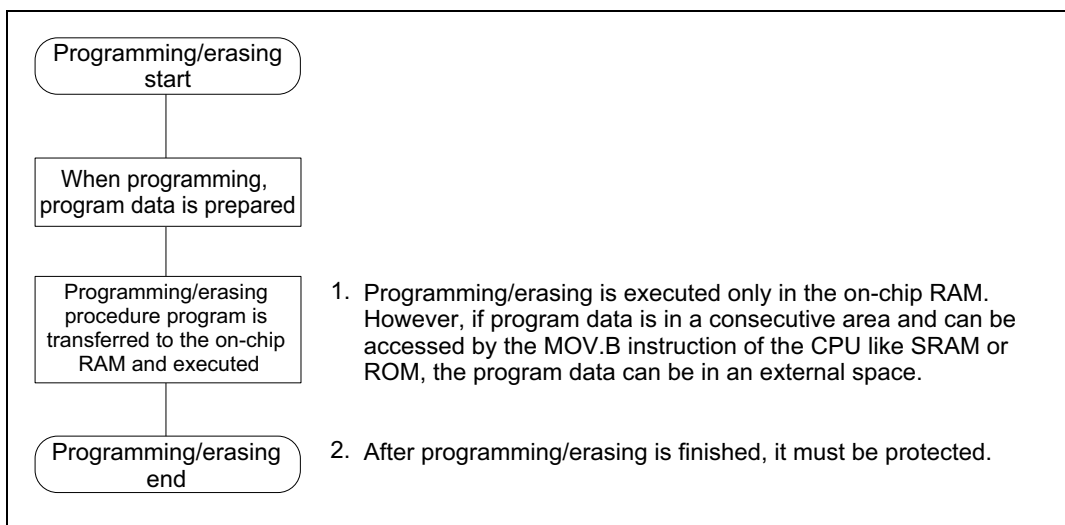 Programming/erasing
start
When programming,
program data is prepared
Programming/erasing
procedure program is
transferred to the on-chip
RAM and executed
1. Programming/erasing is executed only in the on-chip RAM.
However, if program data is in a consecutive area and can be
accessed by the MOV.B instruction of the CPU like SRAM or
ROM, the program data can be in an external space.
Programming/erasing
end
2. After programming/erasing is finished, it must be protected.